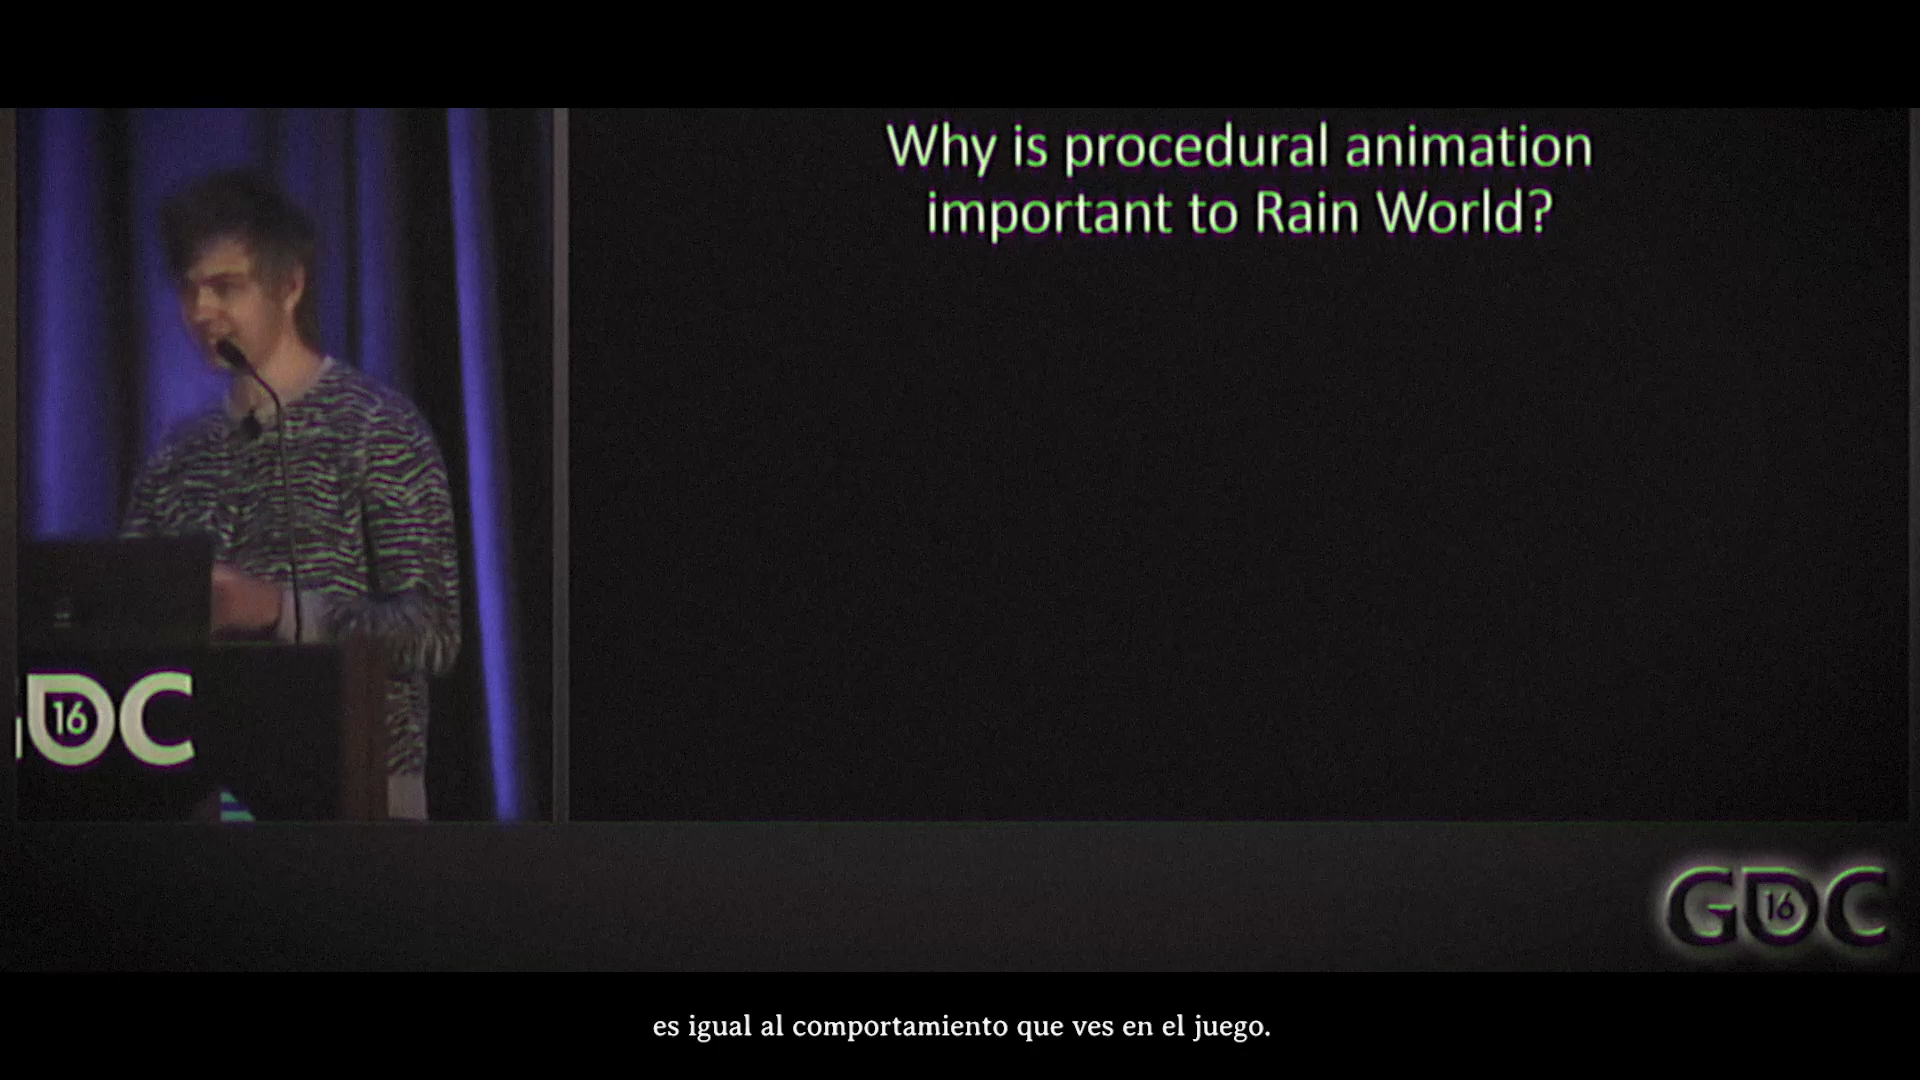 Why is procedural animation
important to Rain World?
GDC
16
GDC
16
es igual al comportamiento que ves en el juego.